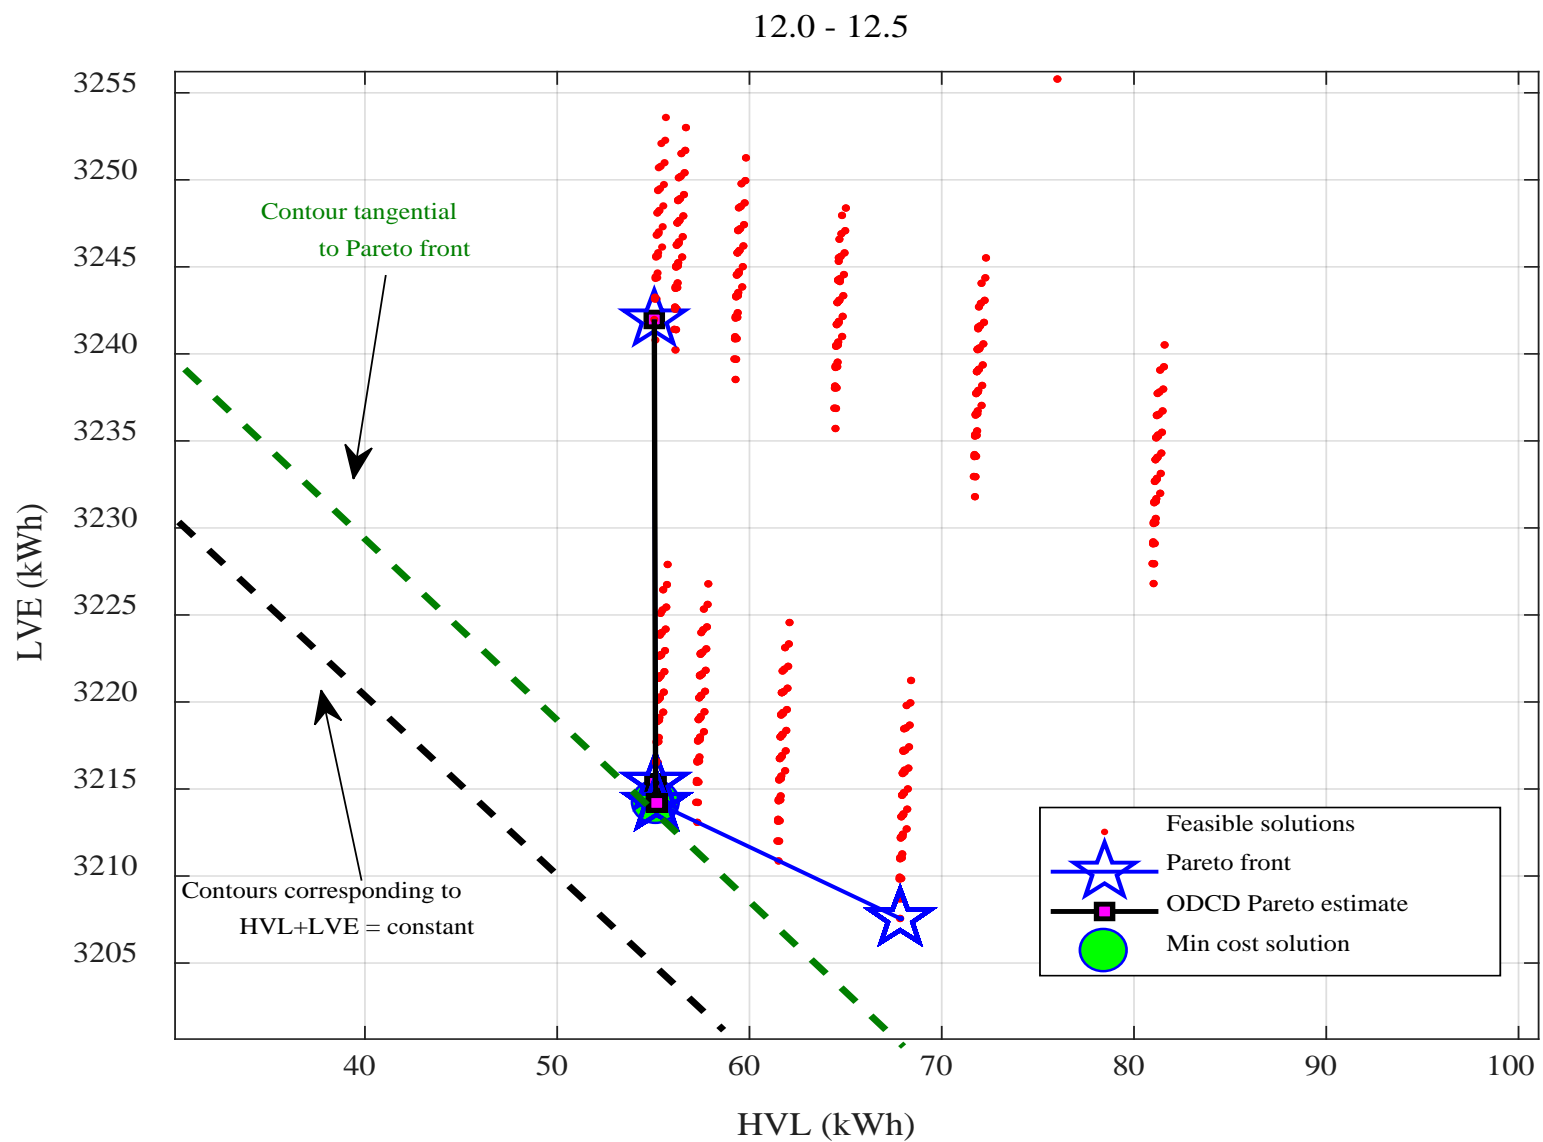 12.0 - 12.5
3255
3250
3245
3240
3235
3230
3225
3220
3215
3210
3205
LVE (kWh)
Contour tangential
to Pareto front
Contours corresponding to
HVL+LVE = constant
Feasible solutions
Pareto front
ODCD Pareto estimate
Min cost solution
40 50 60 70 80 90 100
HVL (kWh)